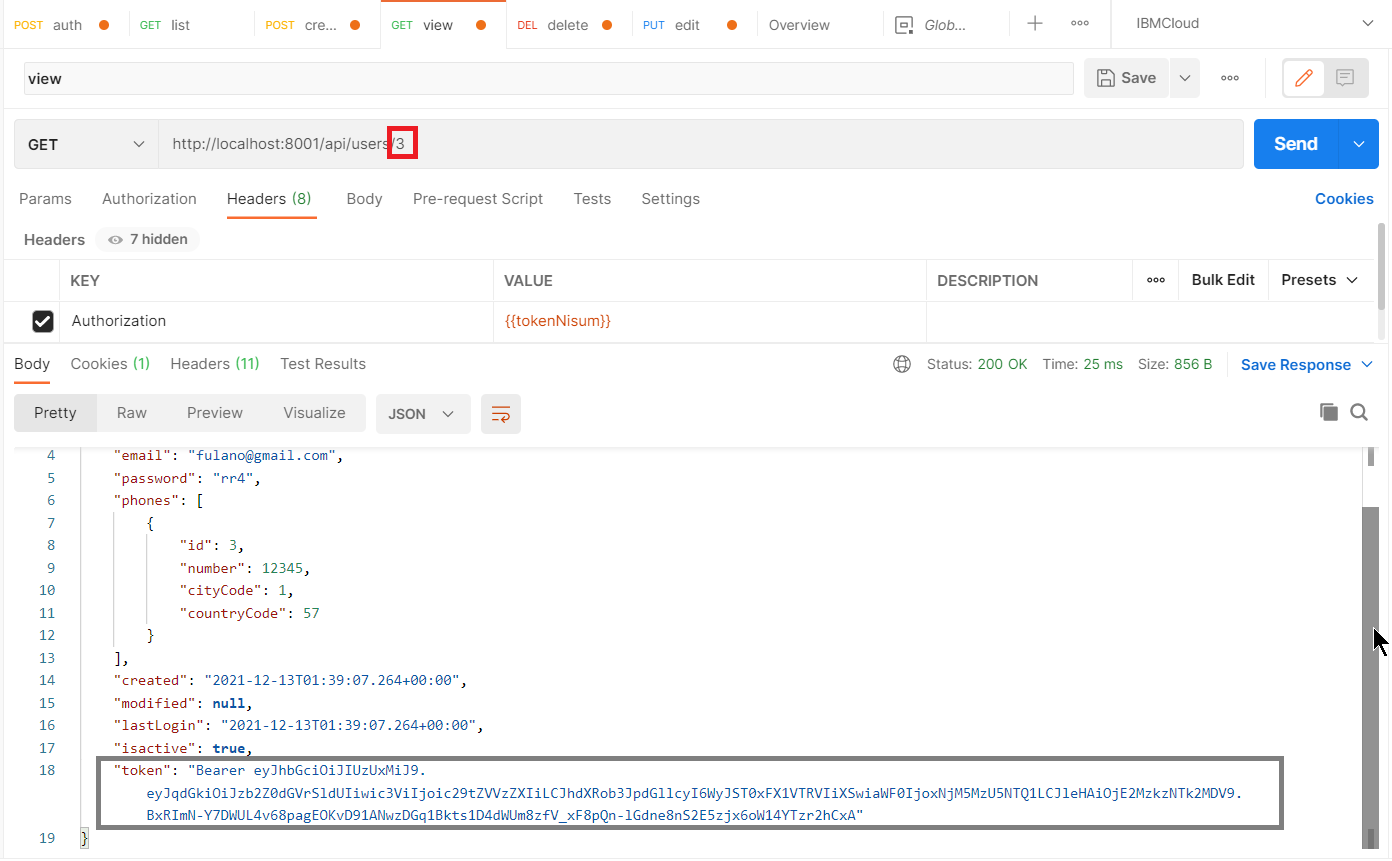 POST auth GET list POST cre... GET view DEL delete PUT edit Overview Glob... IBMCloud
view Save
GET http://localhost:8001/api/users/3 Send
Params Authorization Headers (8) Body Pre-request Script Tests Settings Cookies
Headers 7 hidden
KEY VALUE DESCRIPTION Bulk Edit Presets
Authorization {{tokenNisum}}
Body Cookies (1) Headers (11) Test Results Status: 200 OK Time: 25 ms Size: 856 B Save Response
Pretty Raw Preview Visualize JSON
4 "email": "fulano@gmail.com",
5 "password": "rr4",
6 "phones": [
7 {
8 "id": 3,
9 "number": 12345,
10 "cityCode": 1,
11 "countryCode": 57
12 }
13 ],
14 "created": "2021-12-13T01:39:07.264+00:00",
15 "modified": null,
16 "lastLogin": "2021-12-13T01:39:07.264+00:00",
17 "isactive": true,
18 "token": "Bearer eyJhbGciOiJIUzUxMiJ9.
eyJqdGkiOiJzb2Z0dGVrSldUIiwic3ViIjoic29tZVVzZXIiLCJhdXRob3JpdGllcyI6WyJST0xFX1VTRVIiXSwiaWF0IjoxNjM5MzU5NTQ1LCJleHAiOjE2MzkzNTk2MDV9.
BxRImN-Y7DWUL4v68pagEOKvD91ANwzDGq1Bkts1D4dWUm8zfV_xF8pQn-lGdne8nS2E5zjx6oW14YTzr2hCxA"
19 }